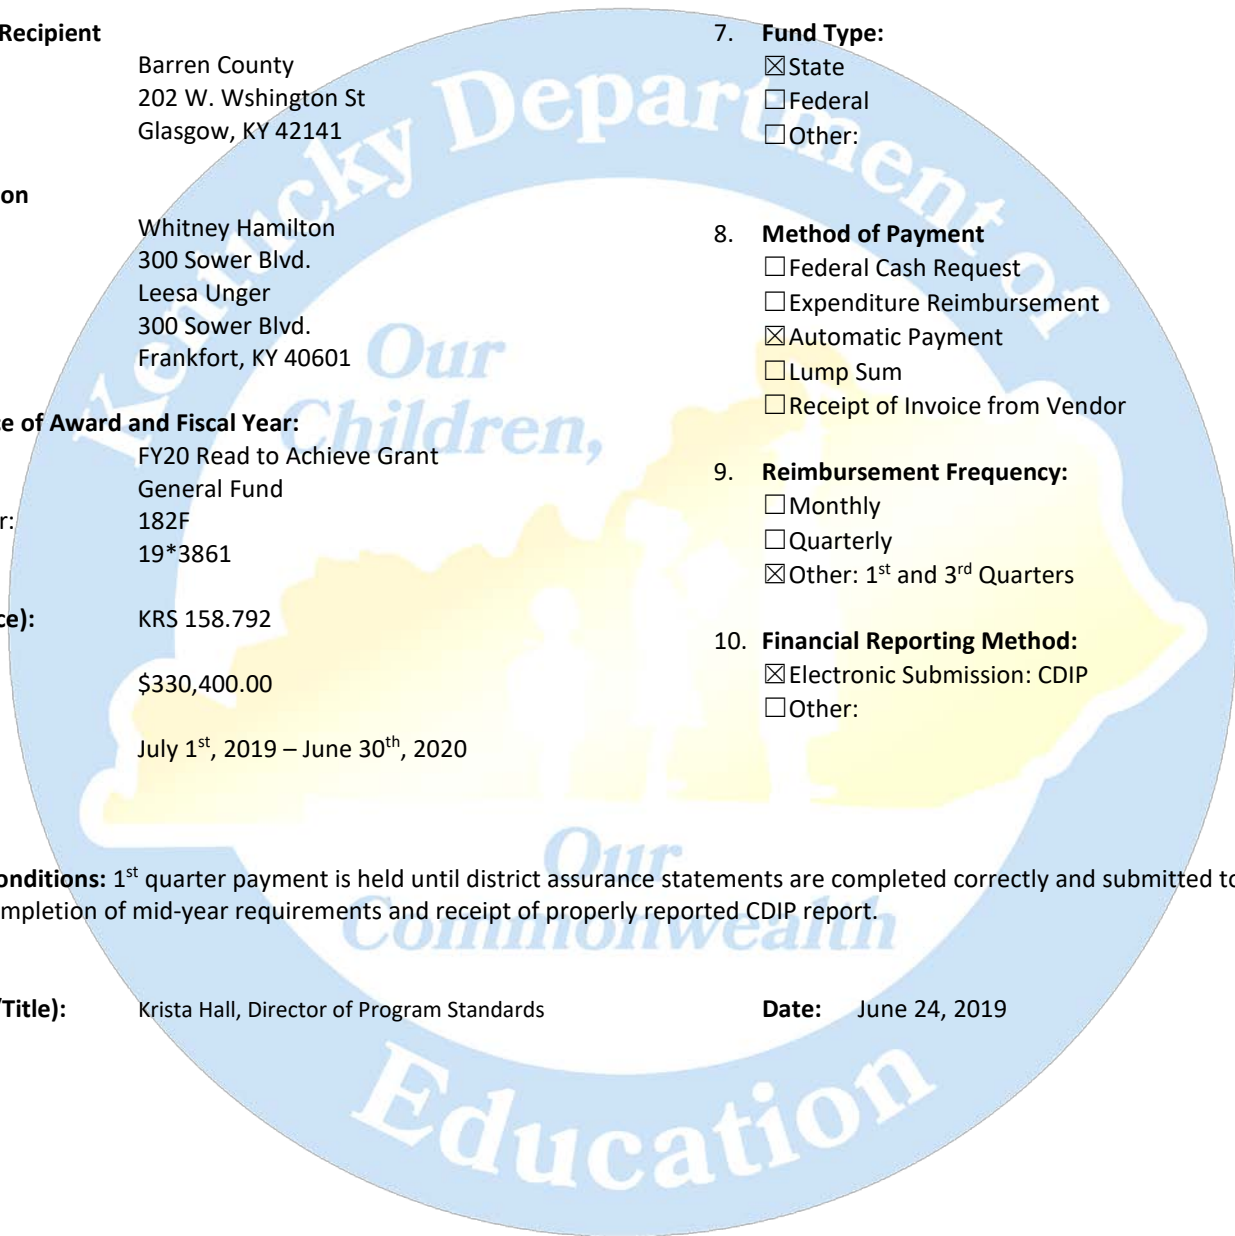 Recipient
Barren County
202 W. Wshington St
Glasgow, KY 42141
on
Whitney Hamilton
300 Sower Blvd.
Leesa Unger
300 Sower Blvd.
Frankfort, KY 40601
e of Award and Fiscal Year:
FY20 Read to Achieve Grant
General Fund
r: 182F
19*3861
ce): KRS 158.792
$330,400.00
July 1st, 2019 – June 30th, 2020
7. Fund Type:
☒State
☐Federal
☐Other:
8. Method of Payment
☐Federal Cash Request
☐Expenditure Reimbursement
☒Automatic Payment
☐Lump Sum
☐Receipt of Invoice from Vendor
9. Reimbursement Frequency:
☐Monthly
☐Quarterly
☒Other: 1st and 3rd Quarters
10. Financial Reporting Method:
☒Electronic Submission: CDIP
☐Other:
onditions: 1st quarter payment is held until district assurance statements are completed correctly and submitted to
mpletion of mid-year requirements and receipt of properly reported CDIP report.
/Title): Krista Hall, Director of Program Standards Date: June 24, 2019
Kentucky Department of
Education
Our
Children,
Our
Commonwealth